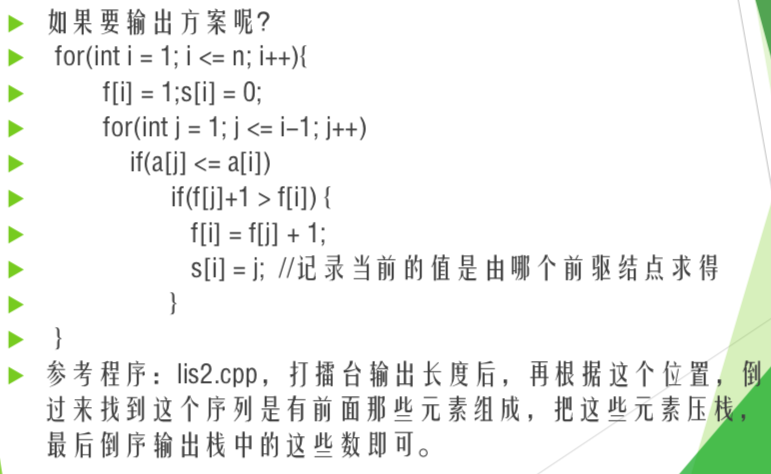 如果要输出方案呢?
for(int i = 1; i <= n; i++){
f[i] = 1;s[i] = 0;
for(int j = 1; j <= i-1; j++)
if(a[j] <= a[i])
if(f[j]+1 > f[i]) {
f[i] = f[j] + 1;
s[i] = j; //记录当前的值是由哪个前驱结点求得
}
}
参考程序：lis2.cpp，打擂台输出长度后，再根据这个位置，倒
过来找到这个序列是有前面那些元素组成，把这些元素压栈，
最后倒序输出栈中的这些数即可。